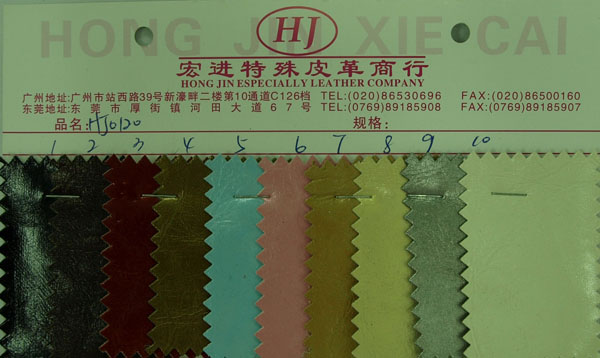 HONG JIN XIE CAI
HJ
宏进特殊皮革商行
HONG JIN ESPECIALLY LEATHER COMPANY
广州地址:广州市站西路39号新濠畔二楼第10通道C126档 TEL:(020)86530696 FAX:(020)86500160
东莞地址:东莞市厚街镇河田大道67号 TEL:(0769)89185908 FAX:(0769)89185907
品名:HJ0120 规格:
1 2 3 4 5 6 7 8 9 10